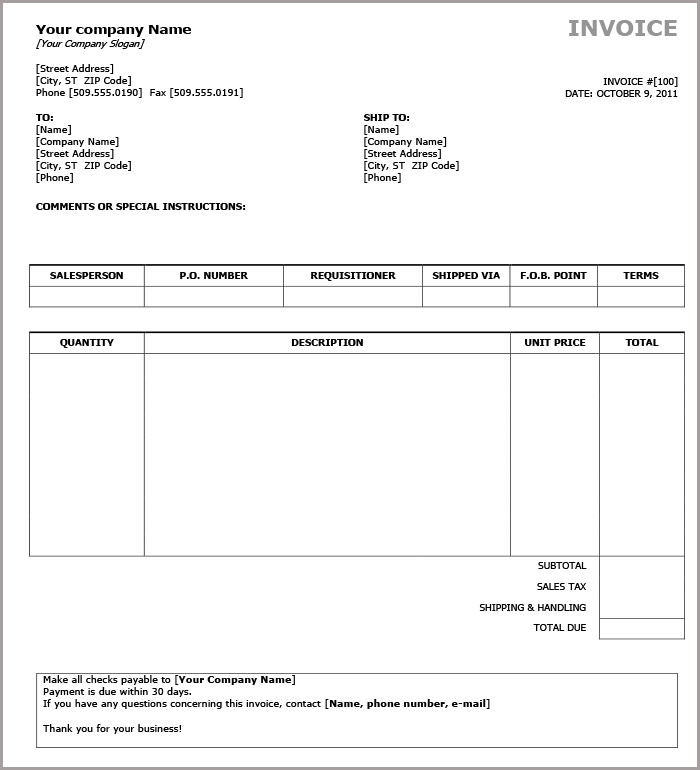 Your company Name
INVOICE
[Your Company Slogan]
[Street Address]
[City, ST  ZIP Code]
INVOICE #[100]
Phone [509.555.0190]  Fax [509.555.0191]
DATE: OCTOBER 9, 2011
TO:
[Name]
[Company Name]
[Street Address]
[City, ST  ZIP Code]
[Phone]
SHIP TO:
[Name]
[Company Name]
[Street Address]
[City, ST  ZIP Code]
[Phone]
COMMENTS OR SPECIAL INSTRUCTIONS:
SALESPERSON P.O. NUMBER REQUISITIONER SHIPPED VIA F.O.B. POINT TERMS
QUANTITY DESCRIPTION UNIT PRICE TOTAL
SUBTOTAL
SALES TAX
SHIPPING & HANDLING
TOTAL DUE
Make all checks payable to [Your Company Name]
Payment is due within 30 days.
If you have any questions concerning this invoice, contact [Name, phone number, e-mail]
Thank you for your business!